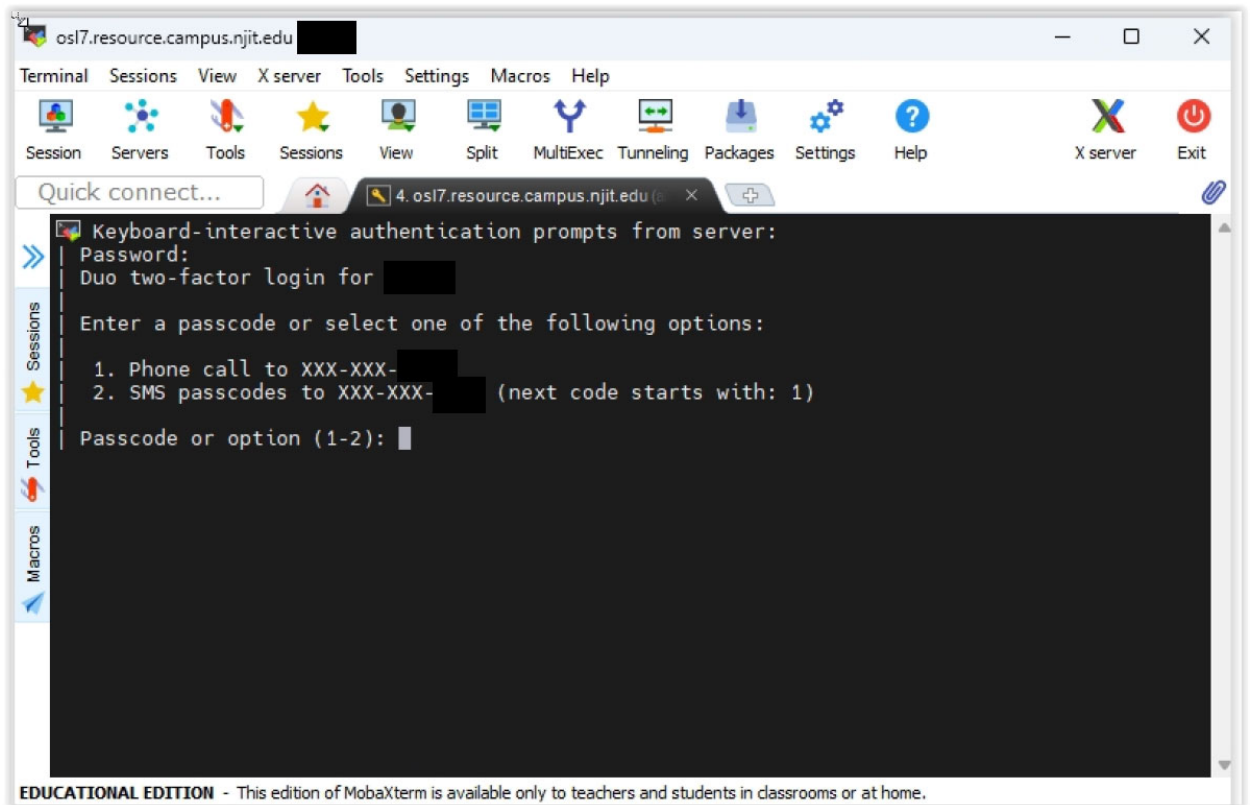 osl7.resource.campus.njit.edu
Terminal Sessions View X server Tools Settings Macros Help
Session Servers Tools Sessions View Split MultiExec Tunneling Packages Settings Help X server Exit
Quick connect... 4. osl7.resource.campus.njit.edu
Keyboard-interactive authentication prompts from server:
| Password:
| Duo two-factor login for
|
| Enter a passcode or select one of the following options:
|
| 1. Phone call to XXX-XXX-
| 2. SMS passcodes to XXX-XXX- (next code starts with: 1)
|
| Passcode or option (1-2):
Sessions
Tools
Macros
EDUCATIONAL EDITION - This edition of MobaXterm is available only to teachers and students in classrooms or at home.